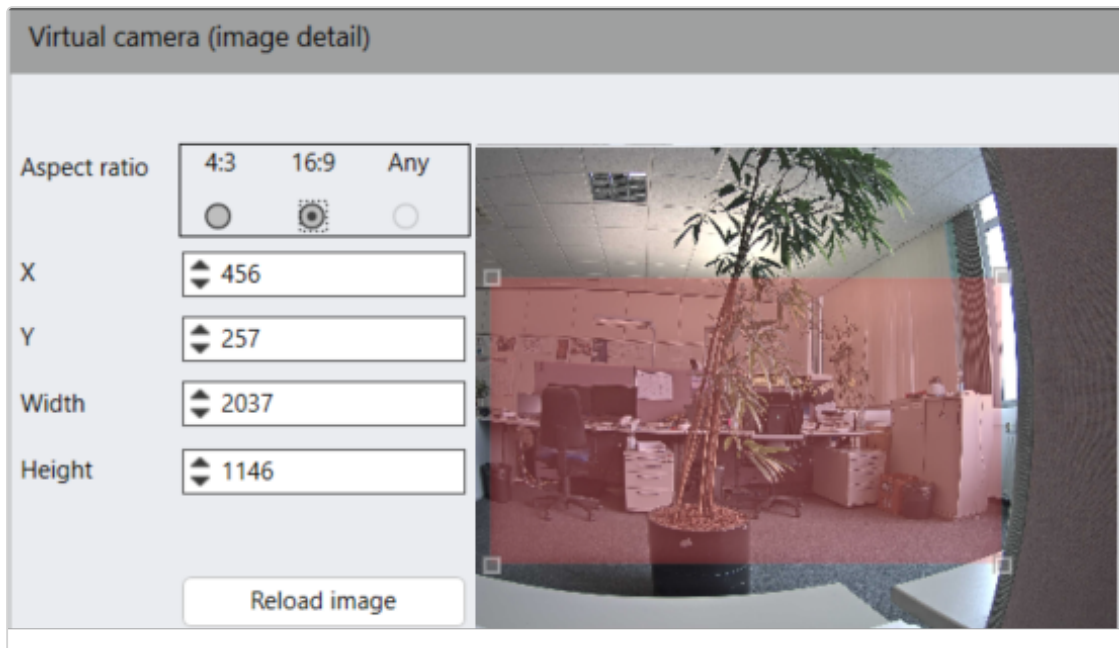 Virtual camera (image detail)
Aspect ratio
4:3 16:9 Any
X
456
Y
257
Width
2037
Height
1146
Reload image